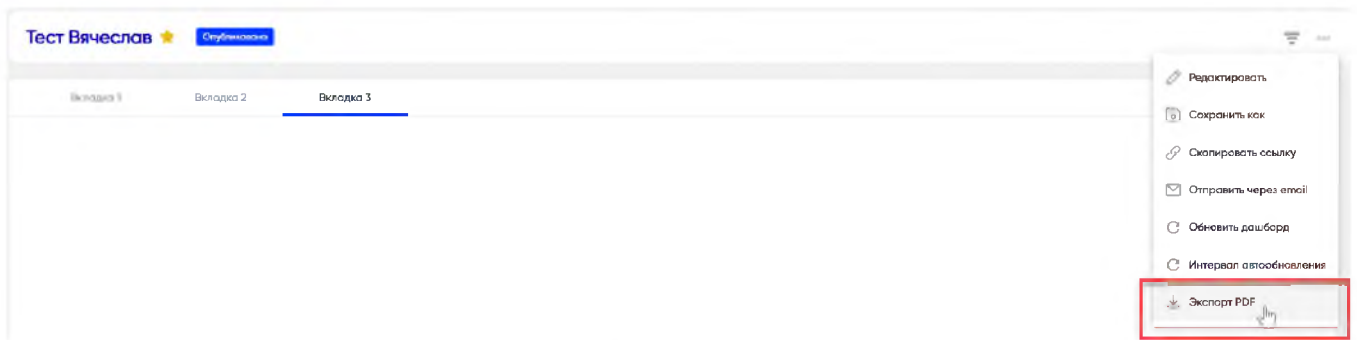 Тест Вячеслав
Опубликовано
Вкладка 1
Вкладка 2
Вкладка 3
Редактировать
Сохранить как
Скопировать ссылку
Отправить через email
Обновить дашборд
Интервал автообновления
Экспорт PDF